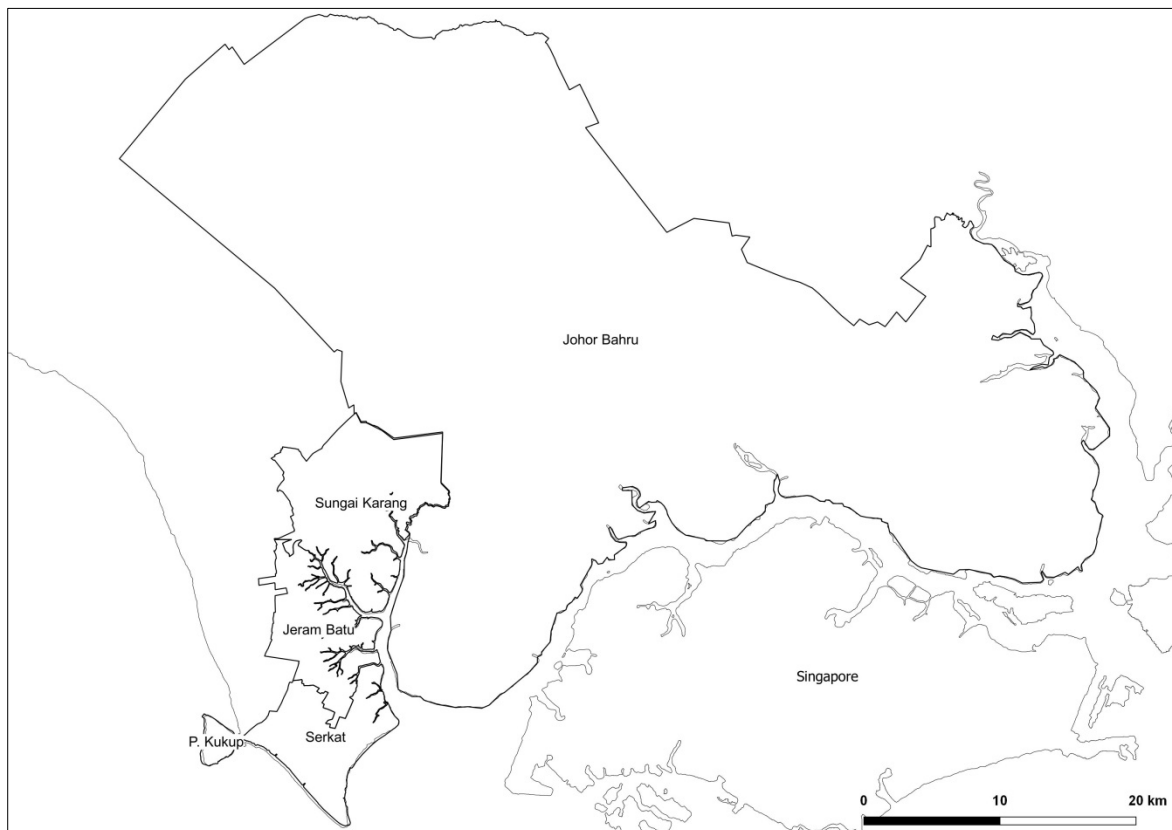 Johor Bahru
Sungai Karang
Jeram Batu
Singapore
Serkat
P. Kukup
0 10 20 km